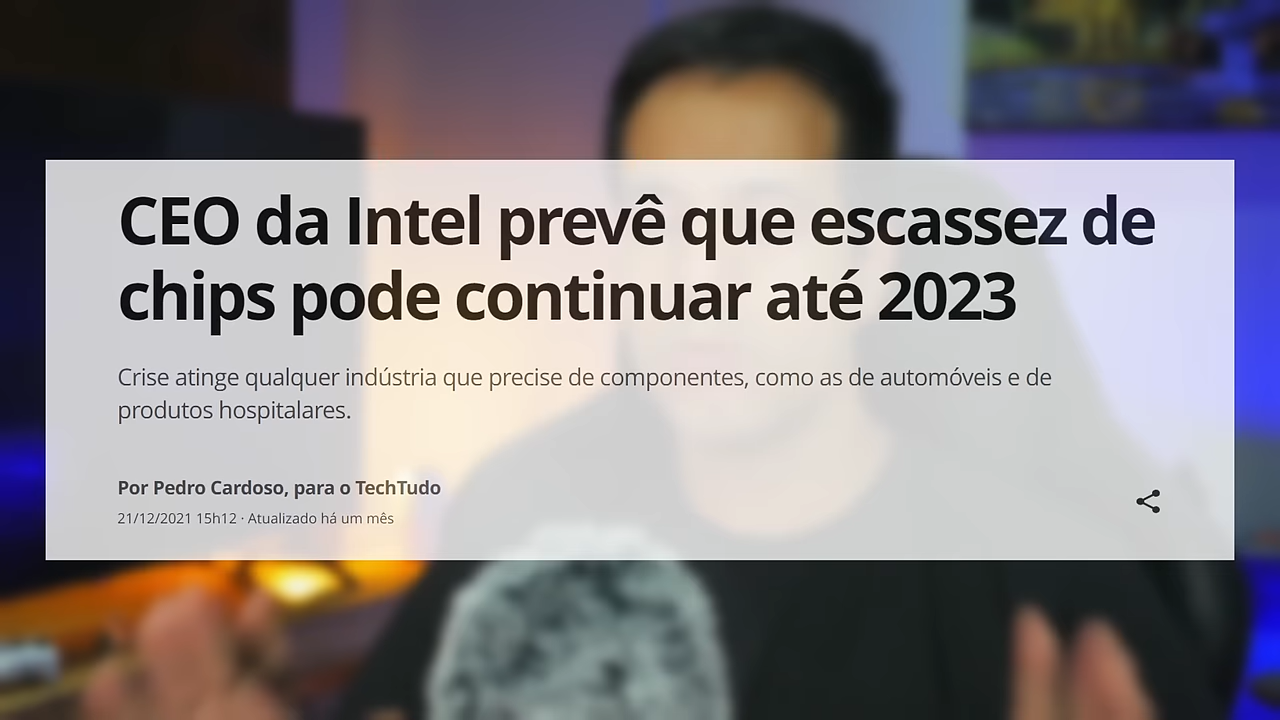 CEO da Intel prevê que escassez de
chips pode continuar até 2023
Crise atinge qualquer indústria que precise de componentes, como as de automóveis e de
produtos hospitalares.
Por Pedro Cardoso, para o TechTudo
21/12/2021 15h12 · Atualizado há um mês